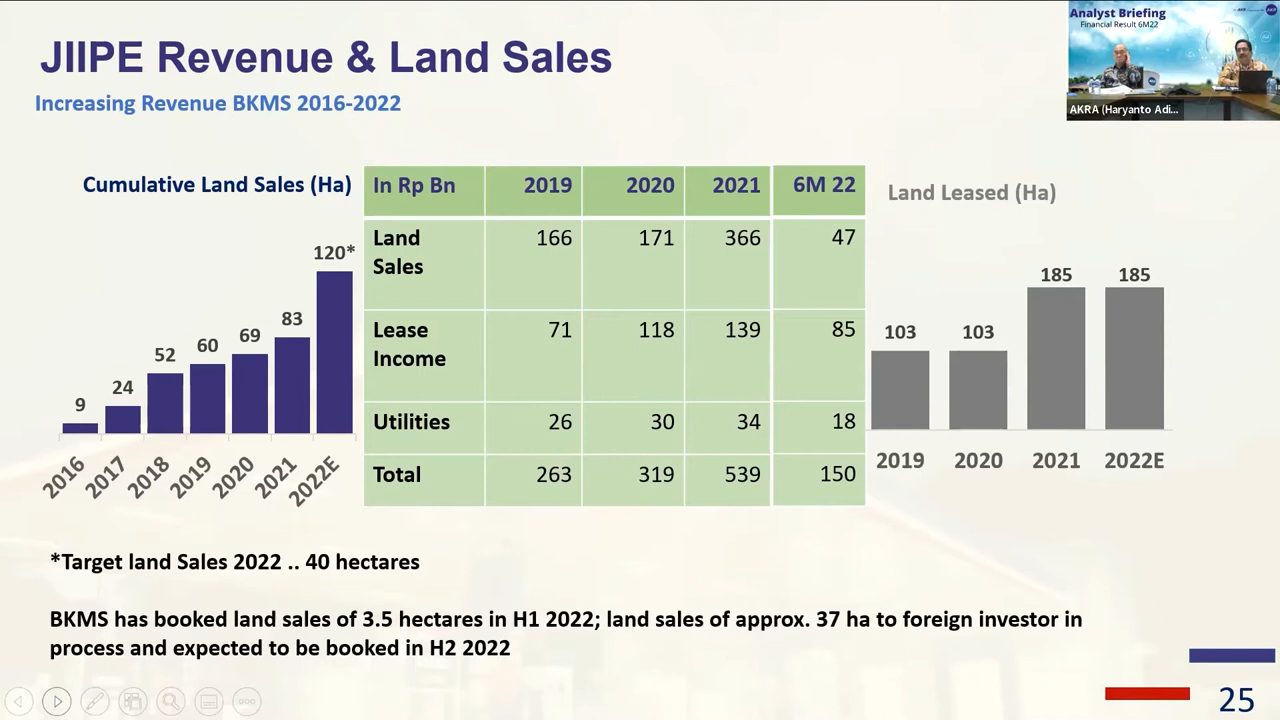 JIIPE Revenue & Land Sales
Increasing Revenue BKMS 2016-2022
Analyst Briefing
Financial Result 6M22
AKRA (Haryanto Adi...
Cumulative Land Sales (Ha)
9
24
52
60
69
83
120*
2016
2017
2018
2019
2020
2021
2022E
In Rp Bn 2019 2020 2021 6M 22
Land Sales 166 171 366 47
Lease Income 71 118 139 85
Utilities 26 30 34 18
Total 263 319 539 150
Land Leased (Ha)
103
103
185
185
2019
2020
2021
2022E
*Target land Sales 2022 .. 40 hectares
BKMS has booked land sales of 3.5 hectares in H1 2022; land sales of approx. 37 ha to foreign investor in
process and expected to be booked in H2 2022
25